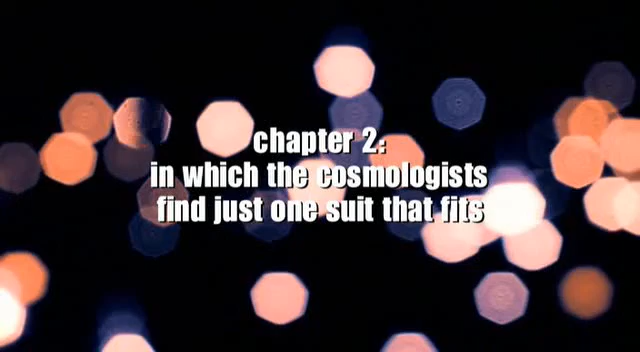 chapter 2:
in which the cosmologists
find just one suit that fits